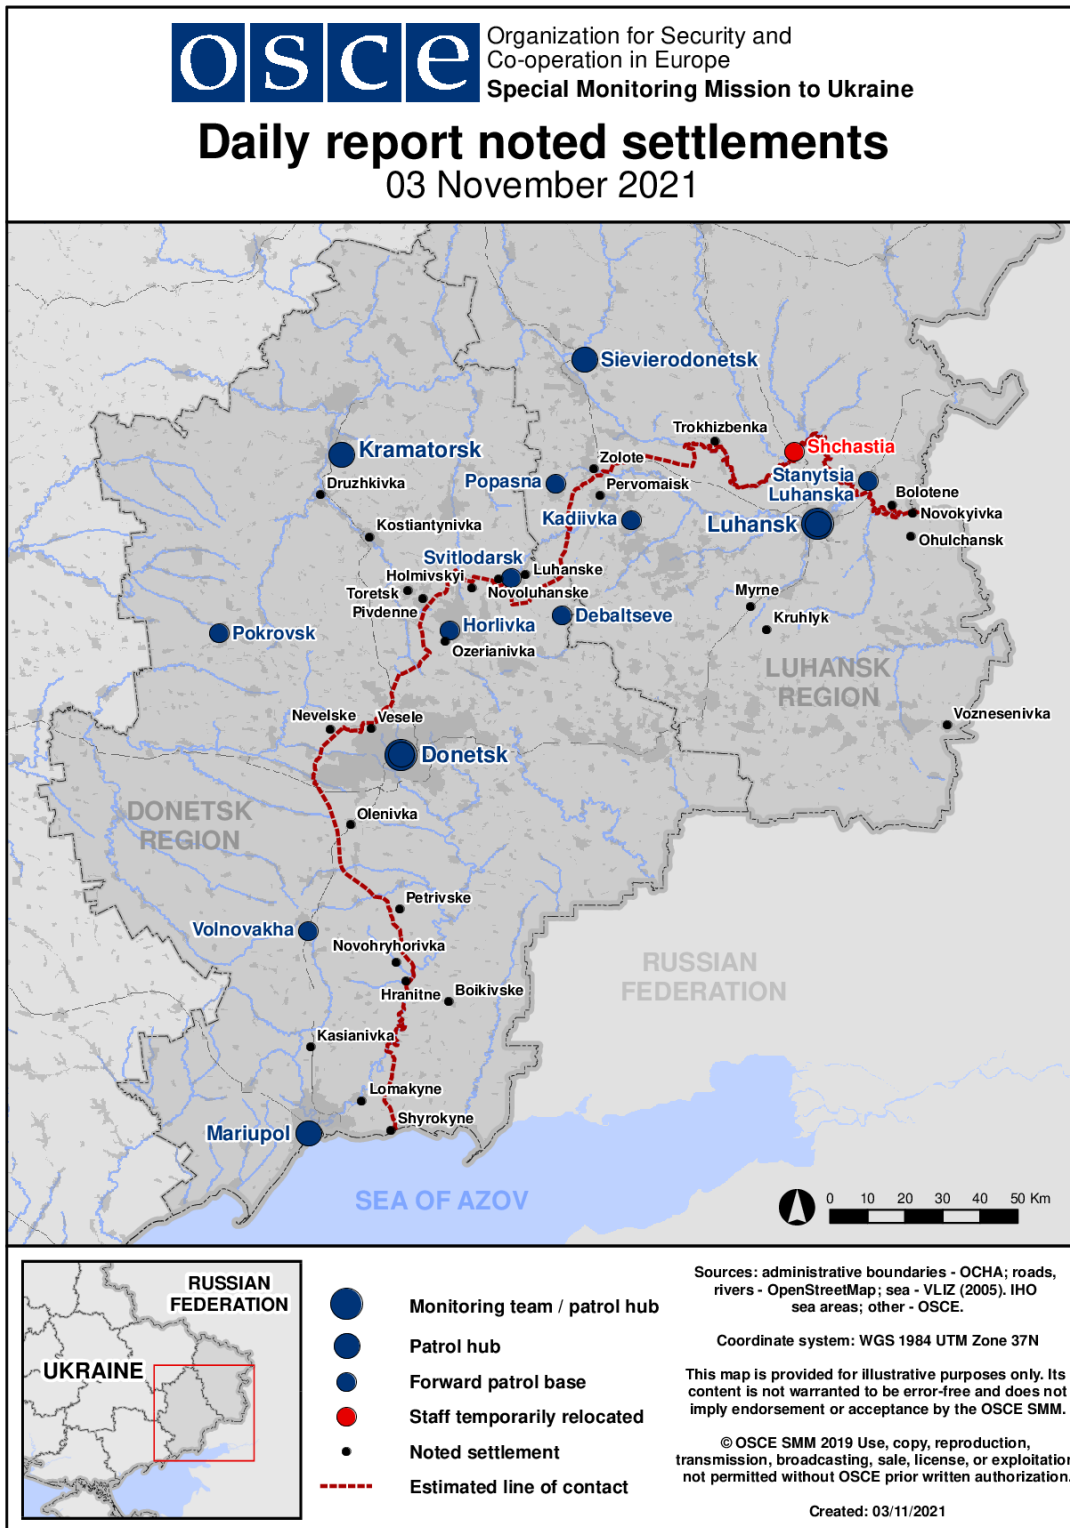 osce
Organization for Security and
Co-operation in Europe
Special Monitoring Mission to Ukraine
Daily report noted settlements
03 November 2021
Sievierodonetsk
Trokhizbenka
Shchastia
Kramatorsk
Zolote
Stanytsia
Luhanska
Popasna
Pervomaisk
Druzhkivka
Bolotene
Kadiivka
Luhansk
Novokyivka
Kostiantynivka
Ohulchansk
Svitlodarsk
Holmivskyi
Luhanske
Toretsk
Novoluhanske
Myrne
Pivdenne
Debaltseve
Kruhlyk
Horlivka
Pokrovsk
Ozerianivka
LUHANSK
REGION
Nevelske
Vesele
Voznesenivka
Donetsk
DONETSK
REGION
Olenivka
Petrivske
Volnovakha
Novohryhorivka
RUSSIAN
FEDERATION
Hranitne
Boikivske
Kasianivka
Lomakyne
Shyrokyne
Mariupol
SEA OF AZOV
0 10 20 30 40 50 Km
RUSSIAN
FEDERATION
UKRAINE
Monitoring team / patrol hub
Patrol hub
Forward patrol base
Staff temporarily relocated
Noted settlement
Estimated line of contact
Sources: administrative boundaries - OCHA; roads,
rivers - OpenStreetMap; sea - VLIZ (2005). IHO
sea areas; other - OSCE.
Coordinate system: WGS 1984 UTM Zone 37N
This map is provided for illustrative purposes only. Its
content is not warranted to be error-free and does not
imply endorsement or acceptance by the OSCE SMM.
© OSCE SMM 2019 Use, copy, reproduction,
transmission, broadcasting, sale, license, or exploitation
not permitted without OSCE prior written authorization.
Created: 03/11/2021